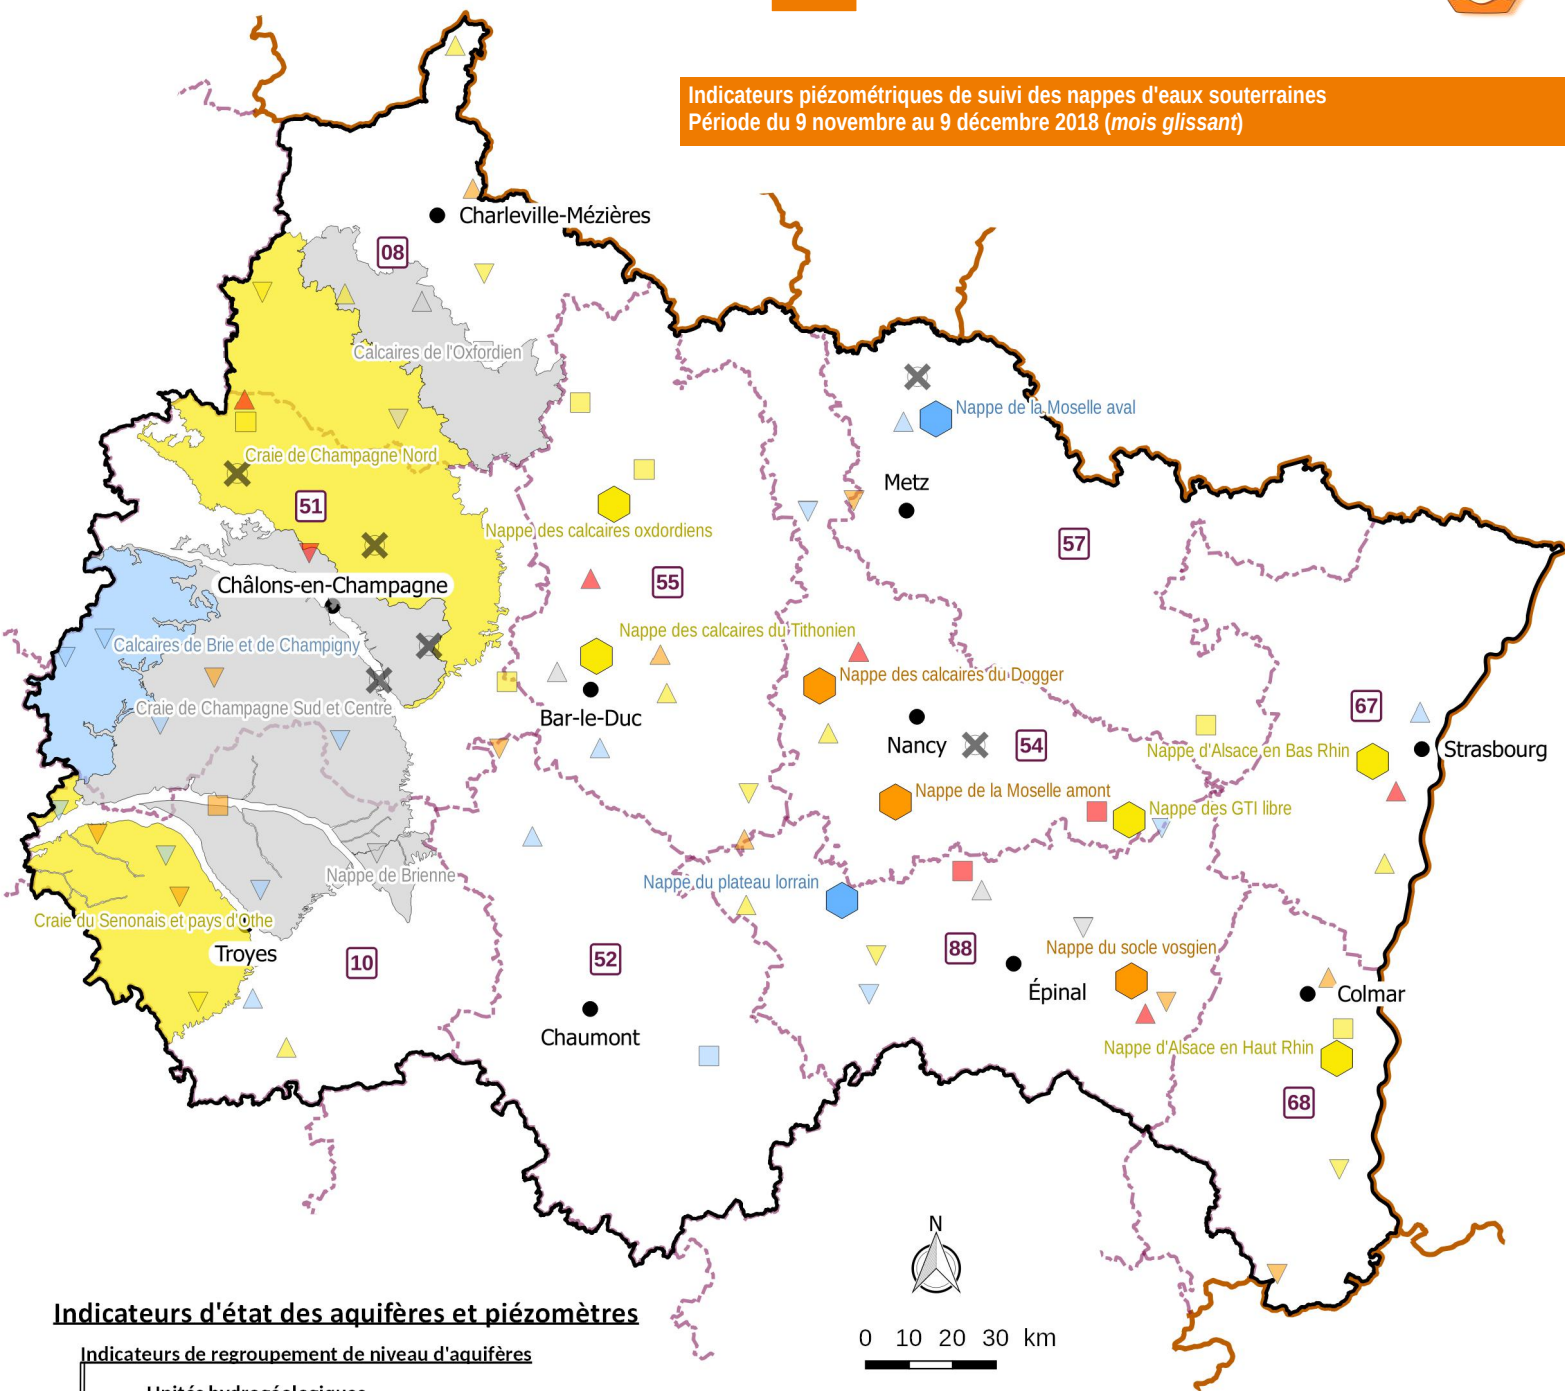 Indicateurs piézométriques de suivi des nappes d'eaux souterraines
Période du 9 novembre au 9 décembre 2018 (mois glissant)
Charleville-Mézières
08
Calcaires de l'Oxfordien
Nappe de la Moselle aval
Craie de Champagne Nord
Metz
51
Nappe des calcaires oxdordiens
57
Châlons-en-Champagne
55
Nappe des calcaires du Tithonien
Calcaires de Brie et de Champigny
Nappe des calcaires du Dogger
Craie de Champagne Sud et Centre
67
Bar-le-Duc
Nancy
54
Nappe d'Alsace en Bas Rhin
Strasbourg
Nappe de la Moselle amont
Nappe des GTI libre
Nappe de Brienne
Nappe du plateau lorrain
Craie du Senonais et pays d'Othe
Troyes
10
52
88
Nappe du socle vosgien
Épinal
Colmar
Chaumont
Nappe d'Alsace en Haut Rhin
68
N
Indicateurs d'état des aquifères et piézomètres
0 10 20 30 km
Indicateurs de regroupement de niveau d'aquifères
Unités hydrogéologiques